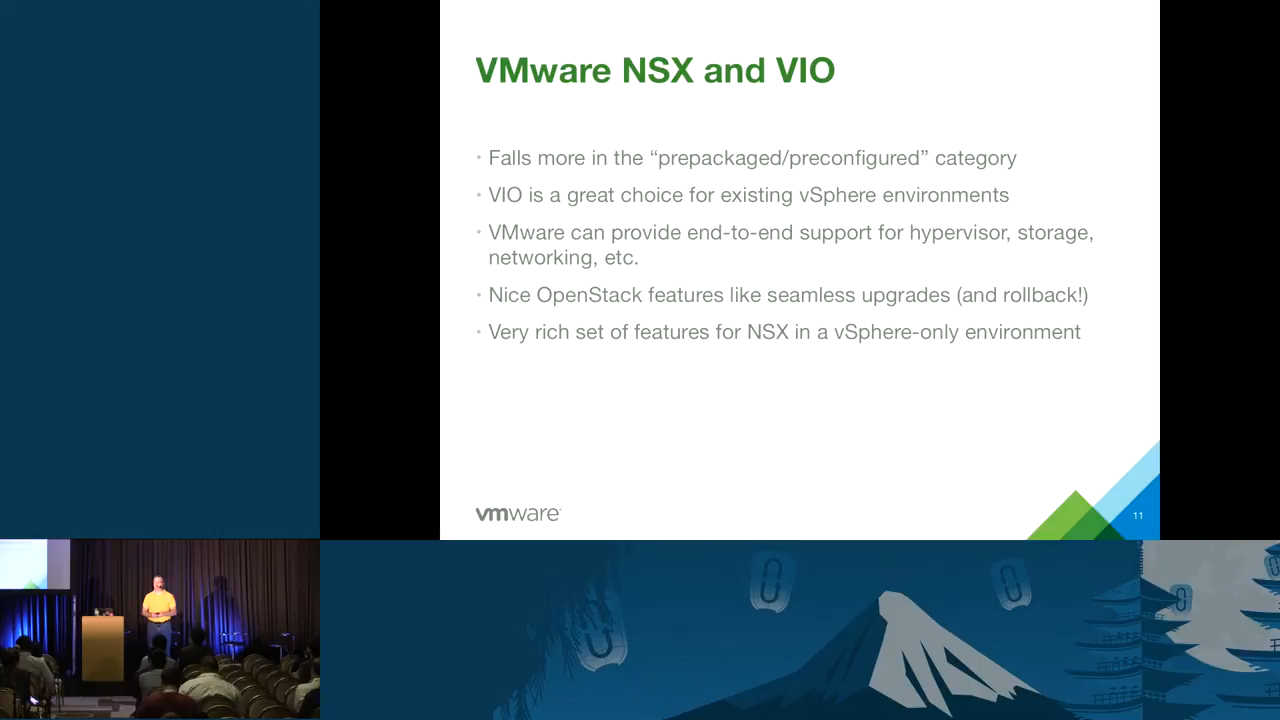 VMware NSX and VIO
• Falls more in the “prepackaged/preconfigured” category
• VIO is a great choice for existing vSphere environments
• VMware can provide end-to-end support for hypervisor, storage,
networking, etc.
• Nice OpenStack features like seamless upgrades (and rollback!)
• Very rich set of features for NSX in a vSphere-only environment
vmware
11